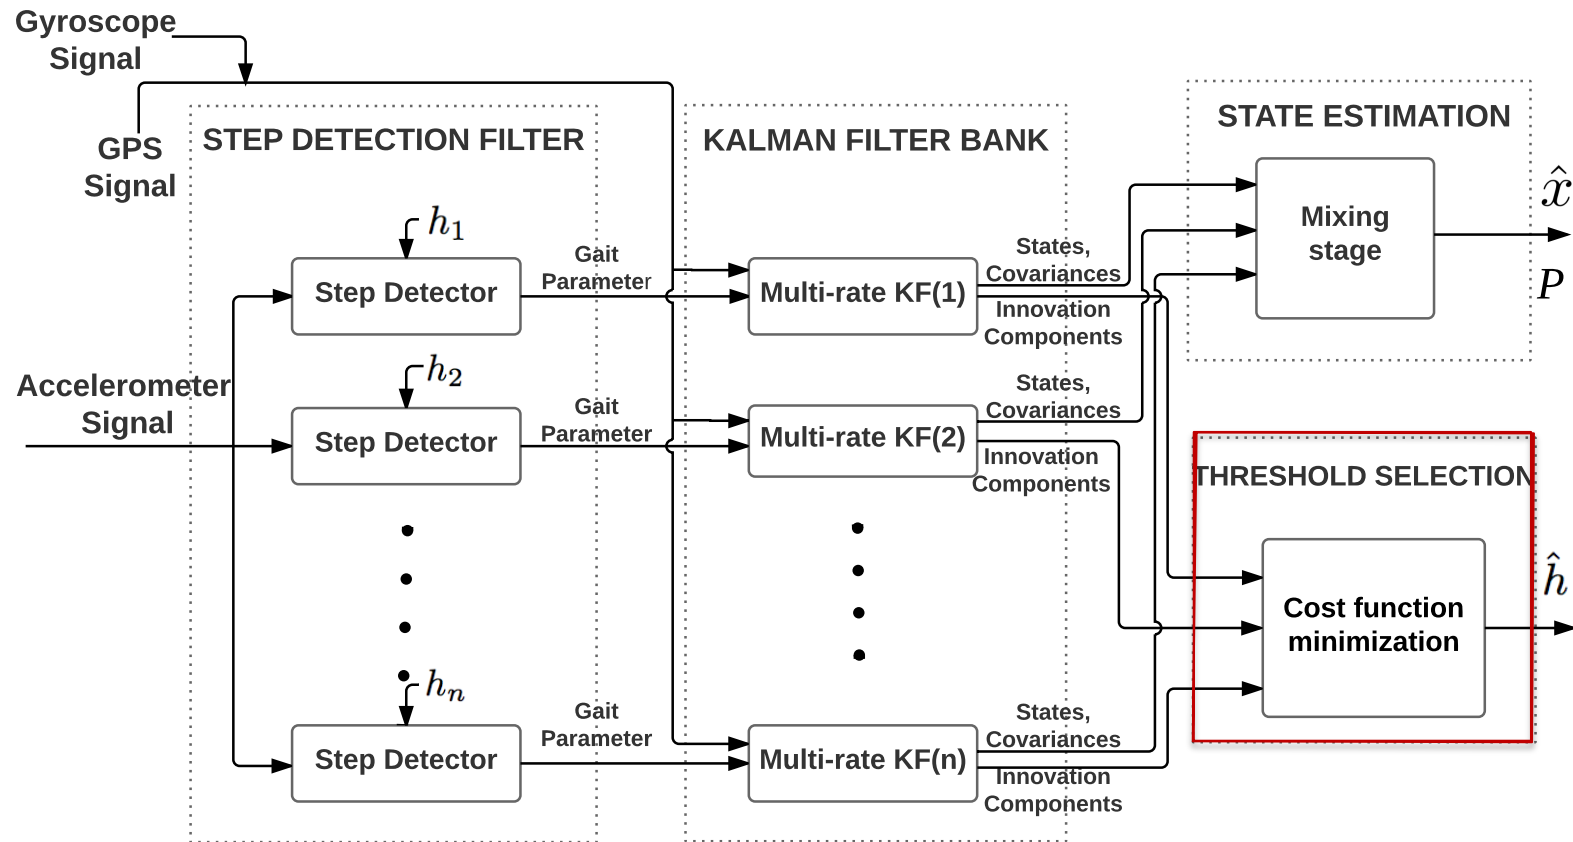 Gyroscope
Signal
GPS
Signal
STEP DETECTION FILTER
KALMAN FILTER BANK
STATE ESTIMATION
Mixing
stage
x̂
P
h₁
Step Detector
Gait
Parameter
Multi-rate KF(1)
States,
Covariances
Innovation
Components
Accelerometer
Signal
h₂
Step Detector
Gait
Parameter
Multi-rate KF(2)
States,
Covariances
Innovation
Components
THRESHOLD SELECTION
Cost function
minimization
ĥ
hₙ
Step Detector
Gait
Parameter
Multi-rate KF(n)
States,
Covariances
Innovation
Components